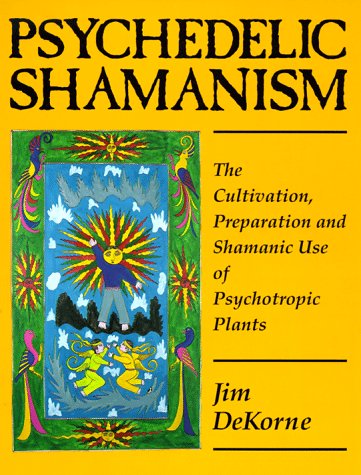 PSYCHEDELIC
SHAMANISM
The
Cultivation,
Preparation and
Shamanic Use
of
Psychotropic
Plants
Jim
DeKorne